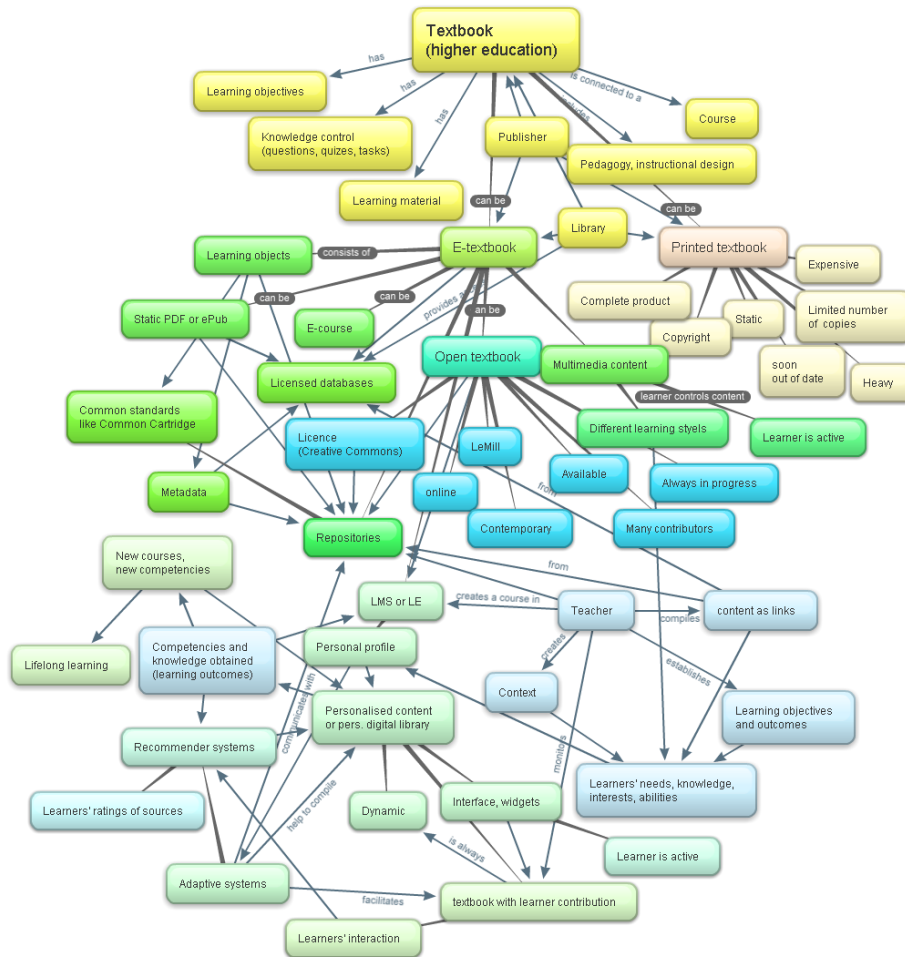 Textbook
(higher education)
has
is connected to a
Learning objectives
has
has
includes
Course
Knowledge control
(questions, quizes, tasks)
Publisher
Pedagogy, instructional design
Learning material
can be
can be
Library
E-textbook
Printed textbook
Learning objects
consists of
Expensive
can be
can be
provides
Complete product
Static PDF or ePub
E-course
can be
Static
Limited number
of copies
Copyright
Open textbook
Multimedia content
soon
out of date
Licensed databases
Heavy
learner controls content
Common standards
like Common Cartridge
Different learning styels
Learner is active
Licence
(Creative Commons)
LeMill
Available
Always in progress
from
Metadata
online
Contemporary
Many contributors
Repositories
New courses,
new competencies
from
LMS or LE
creates a course in
Teacher
compiles
content as links
Personal profile
Lifelong learning
Competencies and
knowledge obtained
(learning outcomes)
creates
establishes
communicates with
Context
Personalised content
or pers. digital library
Learning objectives
and outcomes
Recommender systems
monitors
Learners' needs, knowledge,
interests, abilities
Learners' ratings of sources
help to compile
Dynamic
Interface, widgets
is always
Learner is active
Adaptive systems
facilitates
textbook with learner contribution
Learners' interaction